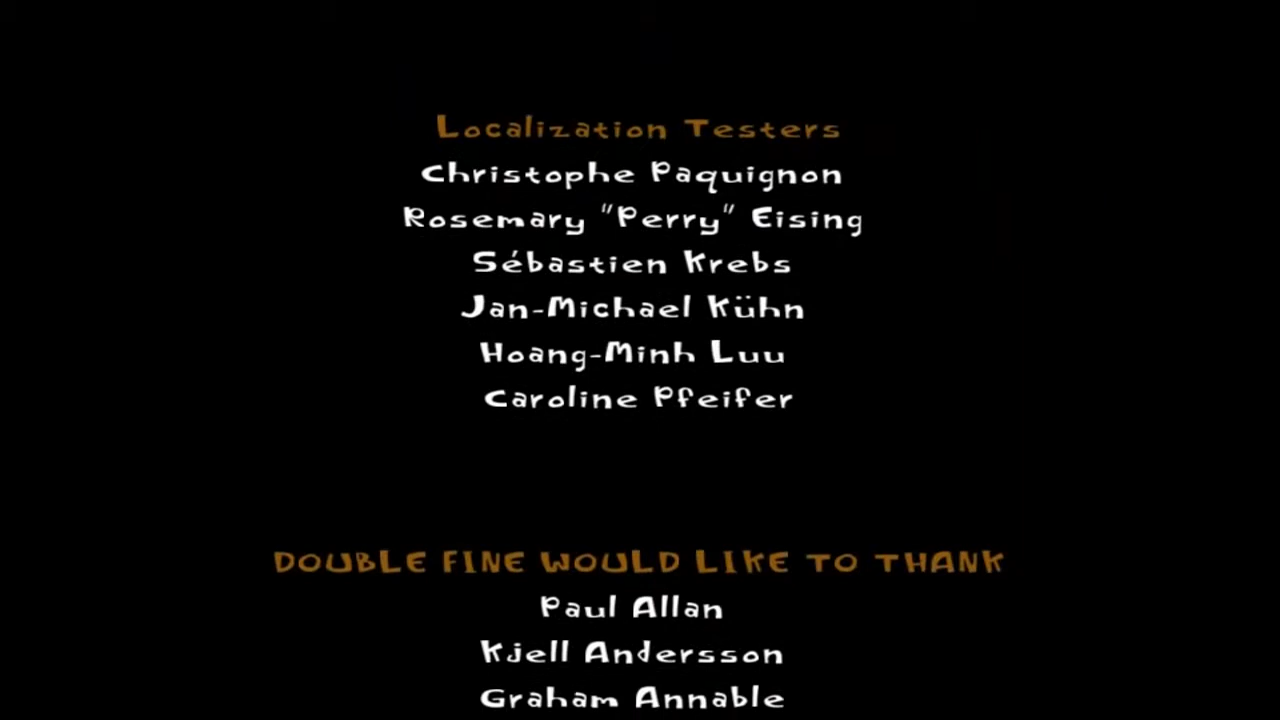 Localization Testers
Christophe Paquignon
Rosemary "Perry" Eising
Sébastien Krebs
Jan-Michael Kühn
Hoang-Minh Luu
Caroline Pfeifer
DOUBLE FINE WOULD LIKE TO THANK
Paul Allan
Kjell Andersson
Graham Annable